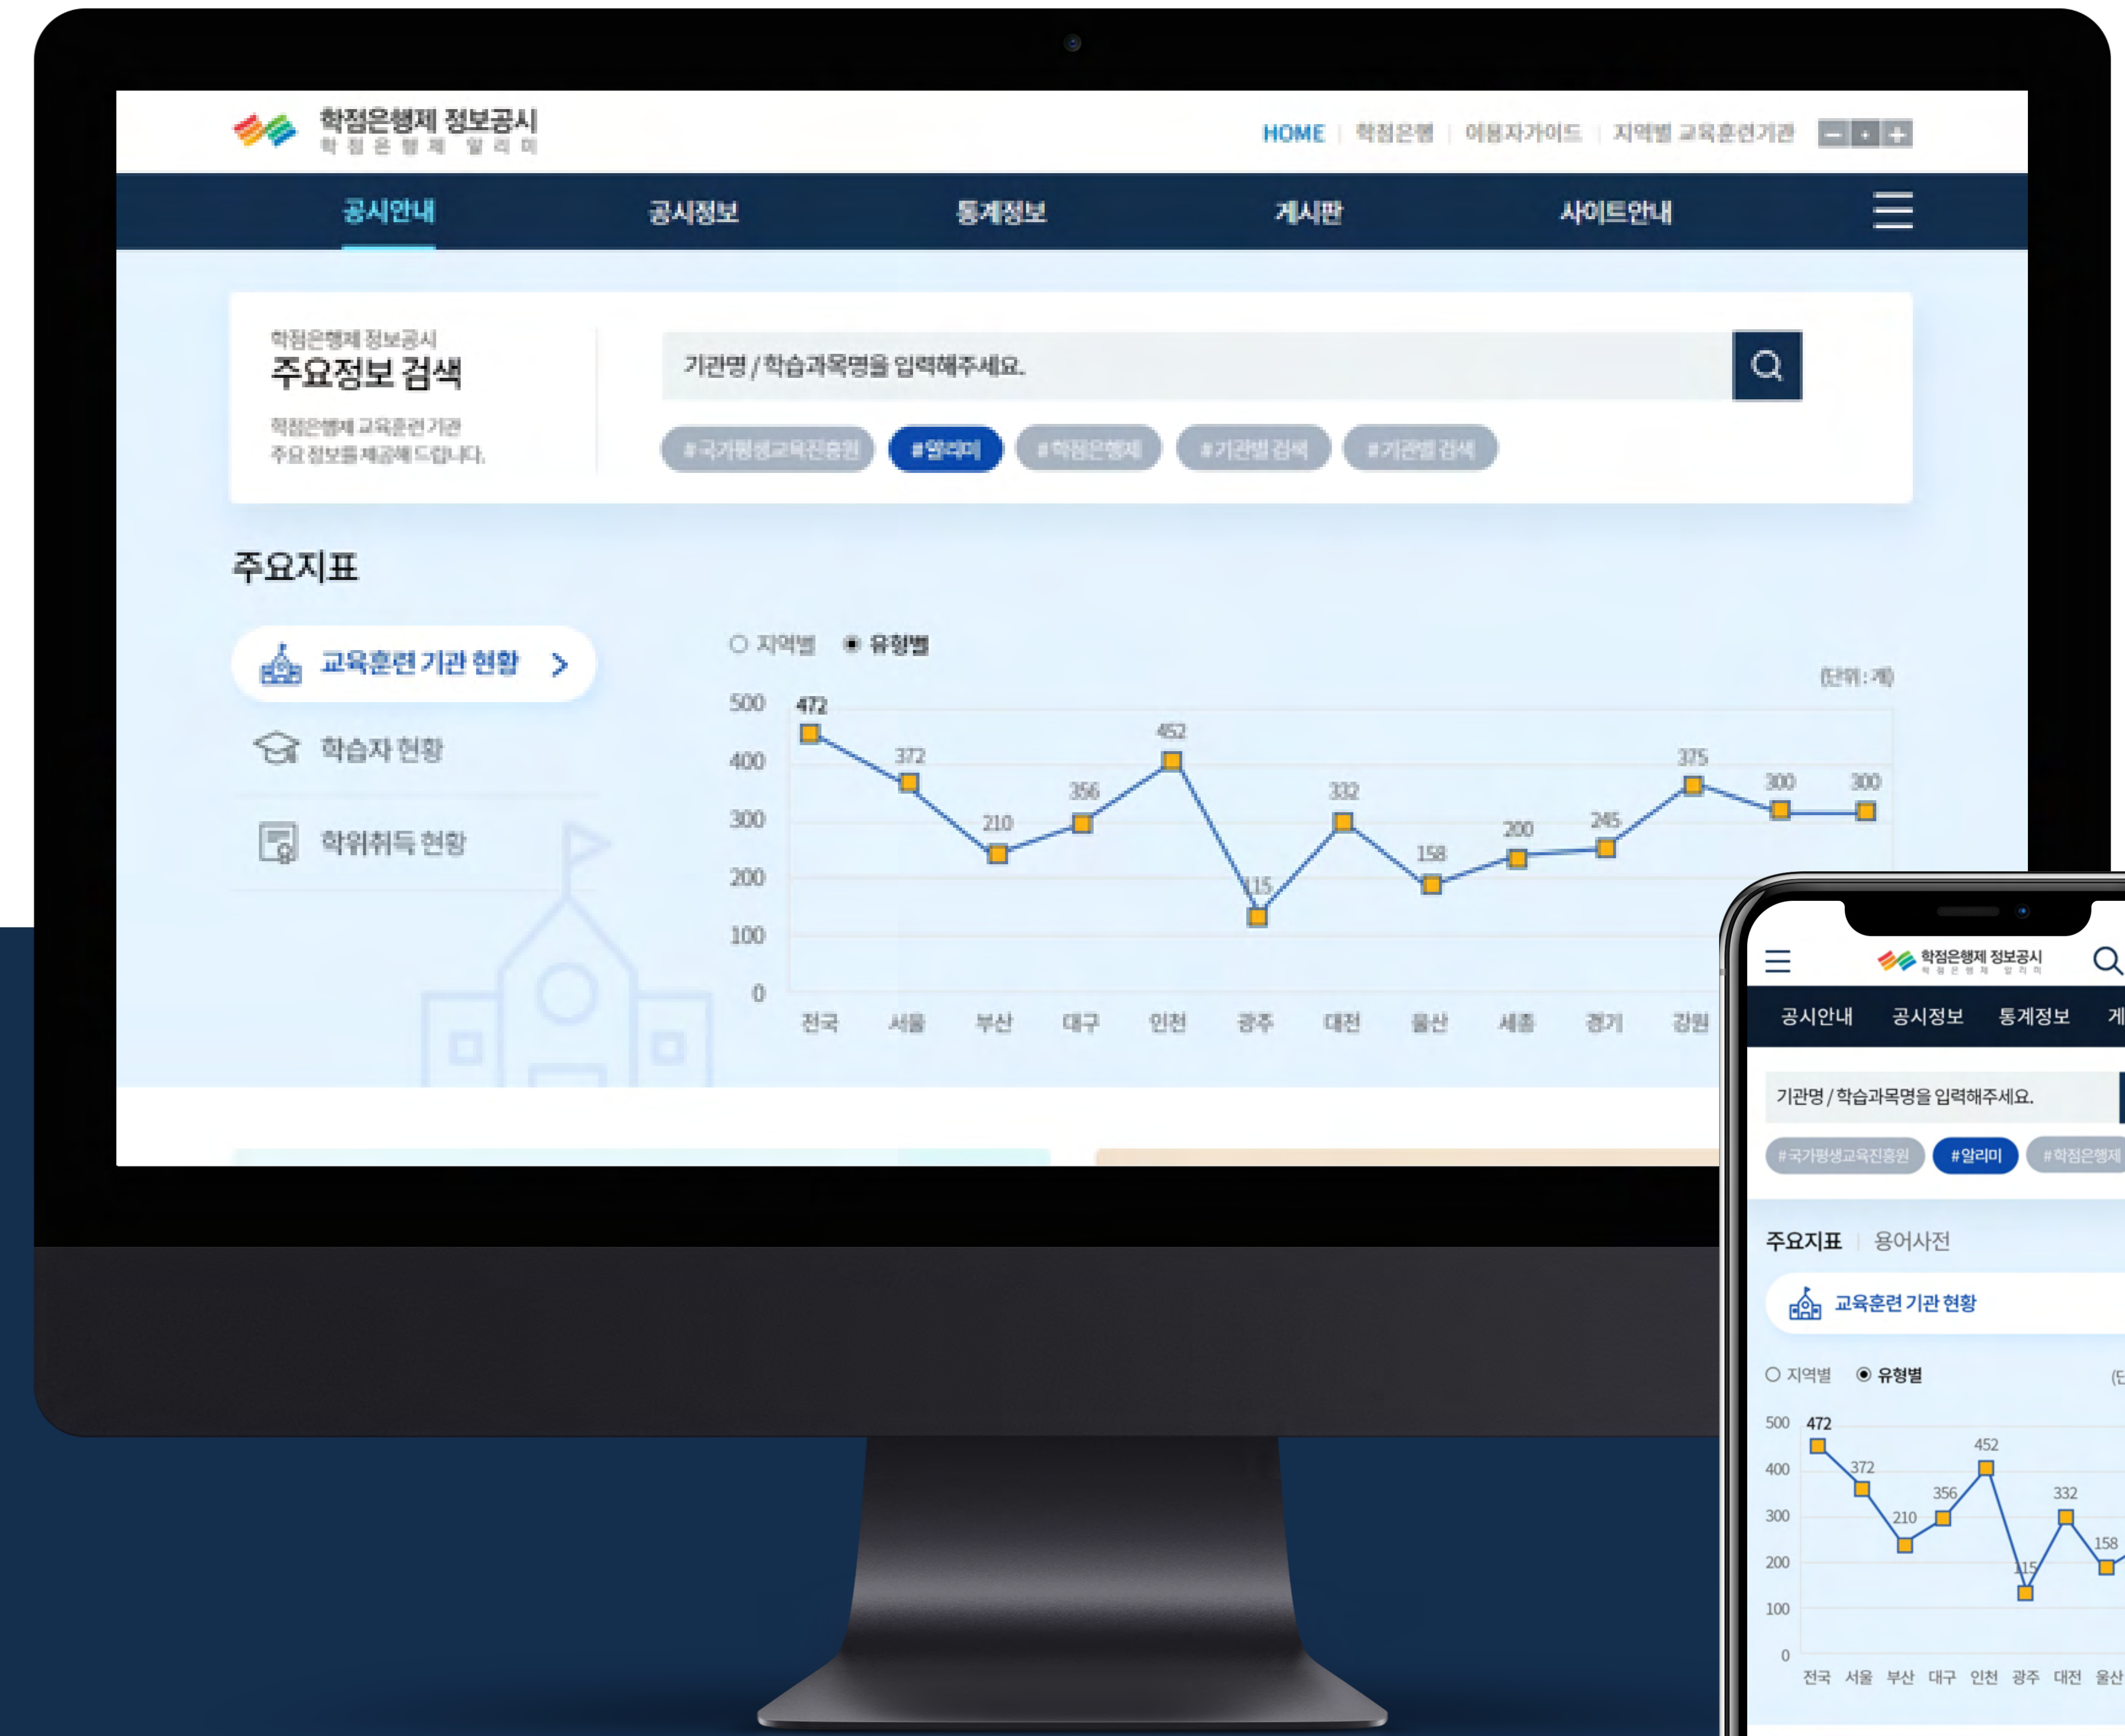 학점은행제 정보공시
학점은행제 알리미
HOME 학점은행 이용자가이드 지역별 교육훈련기관
공시안내 공시정보 통계정보 게시판 사이트안내
학점은행제 정보공시
주요정보 검색
학점은행제 교육훈련 기관
주요 정보를 제공해 드립니다.
기관명 / 학습과목명을 입력해주세요.
#국가평생교육진흥원 #알리미 #학점은행제 #기관별 검색 #기관별 검색
주요지표
교육훈련 기관 현황
학습자 현황
학위취득 현황
지역별 유형별
(단위 : 개)
500
400
300
200
100
0
472 372 210 356 452 115 332 158 200 245 375 300 300
전국 서울 부산 대구 인천 광주 대전 울산 세종 경기 강원
학점은행제 정보공시
학점은행제 알리미
공시안내 공시정보 통계정보 게
기관명 / 학습과목명을 입력해주세요.
#국가평생교육진흥원 #알리미 #학점은행제
주요지표 용어사전
교육훈련 기관 현황
지역별 유형별
(단
500
400
300
200
100
0
472 372 210 356 452 115 332 158
전국 서울 부산 대구 인천 광주 대전 울산